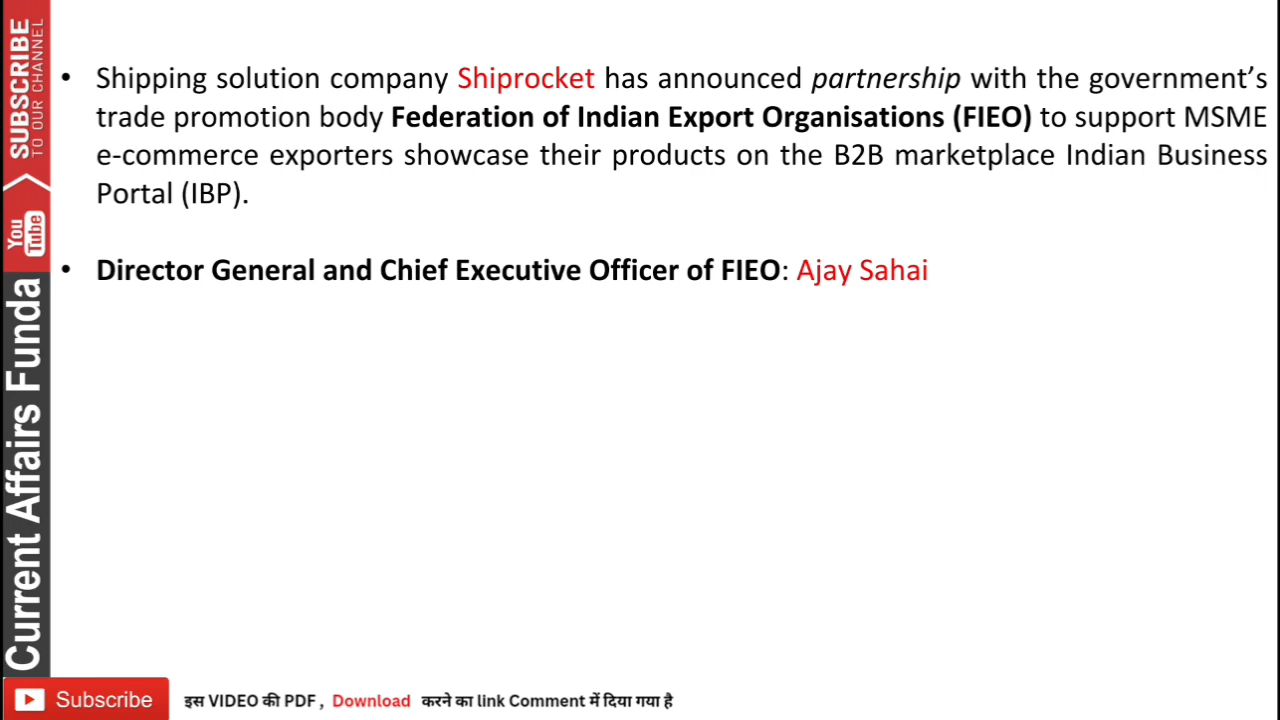 • Shipping solution company Shiprocket has announced partnership with the government's
trade promotion body Federation of Indian Export Organisations (FIEO) to support MSME
e-commerce exporters showcase their products on the B2B marketplace Indian Business
Portal (IBP).
• Director General and Chief Executive Officer of FIEO: Ajay Sahai
SUBSCRIBE
TO OUR CHANNEL
You
Tube
Current Affairs Funda
Subscribe
इस VIDEO की PDF , Download करने का link Comment में दिया गया है